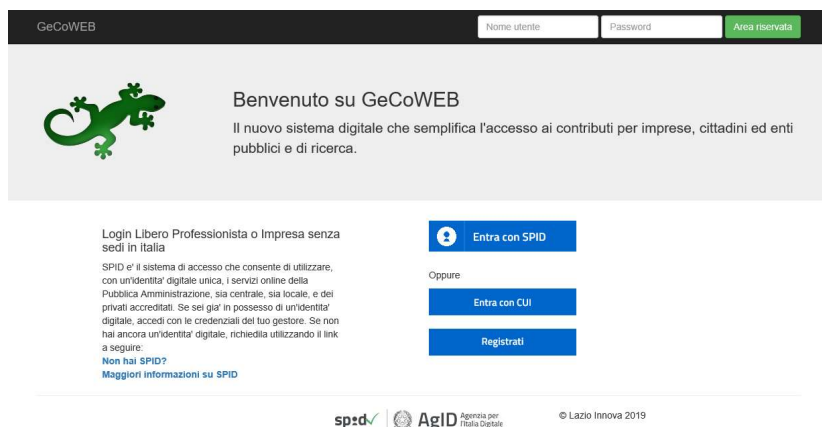 GeCoWEB
Nome utente
Password
Area riservata
Benvenuto su GeCoWEB
Il nuovo sistema digitale che semplifica l'accesso ai contributi per imprese, cittadini ed enti
pubblici e di ricerca.
Login Libero Professionista o Impresa senza
sedi in italia
SPID e' il sistema di accesso che consente di utilizzare,
con un'identita' digitale unica, i servizi online della
Pubblica Amministrazione, sia centrale, sia locale, e dei
privati accreditati. Se sei gia' in possesso di un'identita'
digitale, accedi con le credenziali del tuo gestore. Se non
hai ancora un'identita' digitale, richiedila utilizzando il link
a seguire:
Non hai SPID?
Maggiori informazioni su SPID
Entra con SPID
Oppure
Entra con CUI
Registrati
spid
AgID Agenzia per
l'Italia Digitale
© Lazio Innova 2019